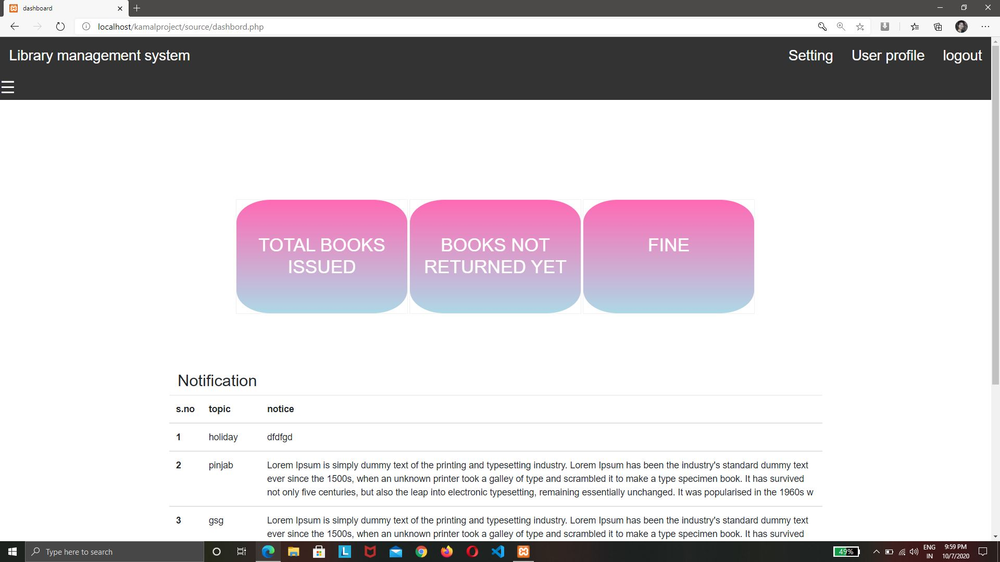 dashboard
localhost/kamalproject/source/dashbord.php
Library management system
Setting
User profile
logout
TOTAL BOOKS
ISSUED
BOOKS NOT
RETURNED YET
FINE
Notification
s.no topic notice
1 holiday dfdfgd
2 pinjab Lorem Ipsum is simply dummy text of the printing and typesetting industry. Lorem Ipsum has been the industry's standard dummy text
ever since the 1500s, when an unknown printer took a galley of type and scrambled it to make a type specimen book. It has survived
not only five centuries, but also the leap into electronic typesetting, remaining essentially unchanged. It was popularised in the 1960s w
3 gsg Lorem Ipsum is simply dummy text of the printing and typesetting industry. Lorem Ipsum has been the industry's standard dummy text
ever since the 1500s, when an unknown printer took a galley of type and scrambled it to make a type specimen book. It has survived
Type here to search
L
49%
ENG
IN
9:59 PM
10/7/2020